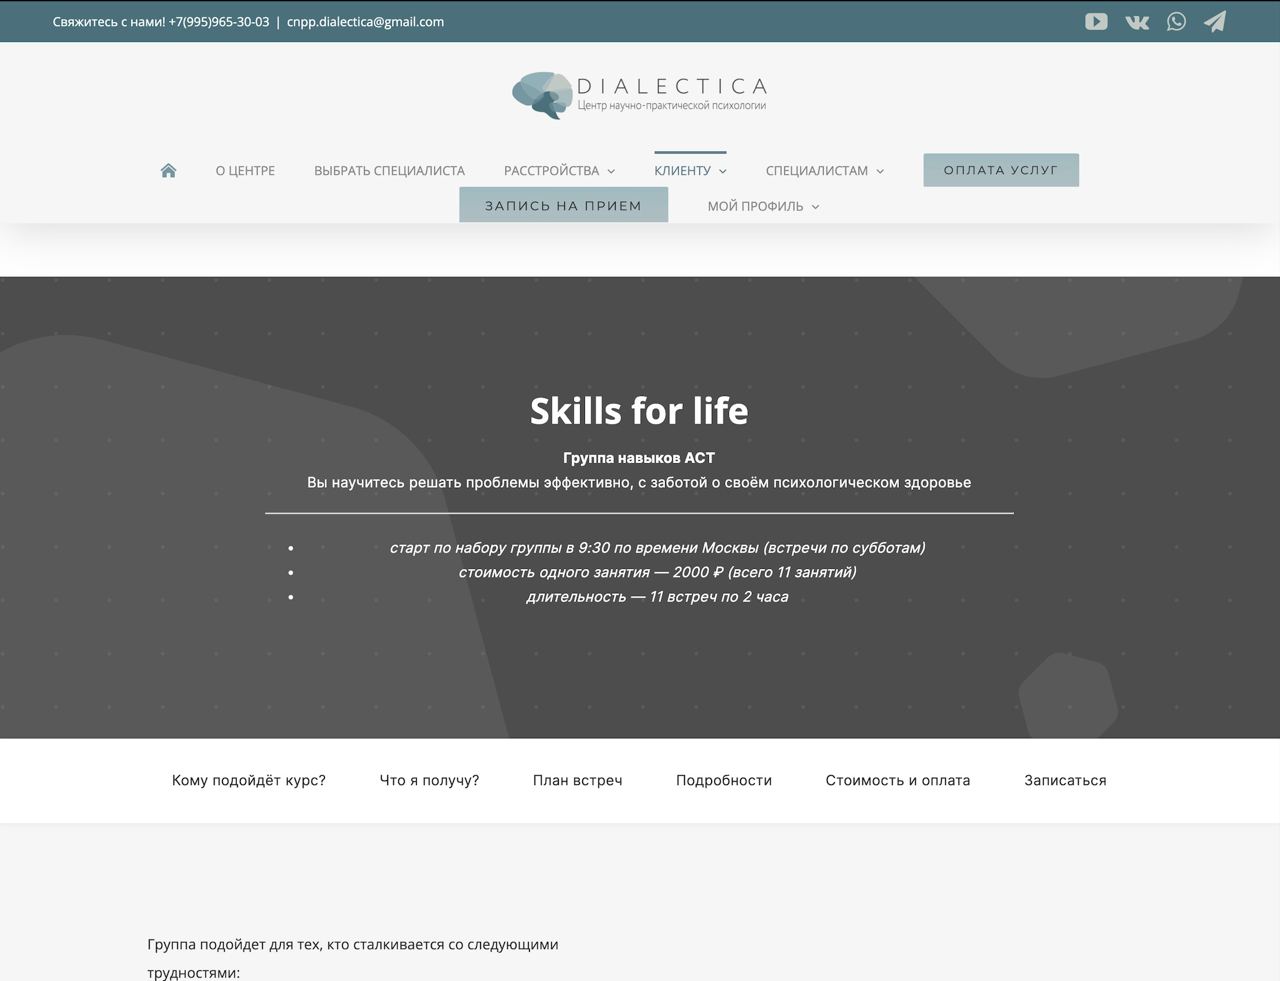 Свяжитесь с нами! +7(995)965-30-03 | cnpp.dialectica@gmail.com
DIALECTICA
Центр научно-практической психологии
О ЦЕНТРЕ ВЫБРАТЬ СПЕЦИАЛИСТА РАССТРОЙСТВА КЛИЕНТУ СПЕЦИАЛИСТАМ ОПЛАТА УСЛУГ
ЗАПИСЬ НА ПРИЕМ МОЙ ПРОФИЛЬ
Skills for life
Группа навыков АСТ
Вы научитесь решать проблемы эффективно, с заботой о своём психологическом здоровье
• старт по набору группы в 9:30 по времени Москвы (встречи по субботам)
• стоимость одного занятия — 2000 ₽ (всего 11 занятий)
• длительность — 11 встреч по 2 часа
Кому подойдёт курс? Что я получу? План встреч Подробности Стоимость и оплата Записаться
Группа подойдет для тех, кто сталкивается со следующими
трудностями: